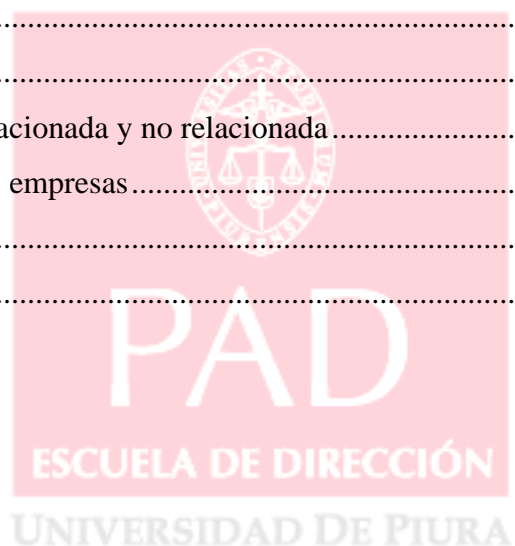 ................................................................
................................................................
acionada y no relacionada......................
empresas..............................................
................................................................
................................................................
PAD
ESCUELA DE DIRECCIÓN
UNIVERSIDAD DE PIURA